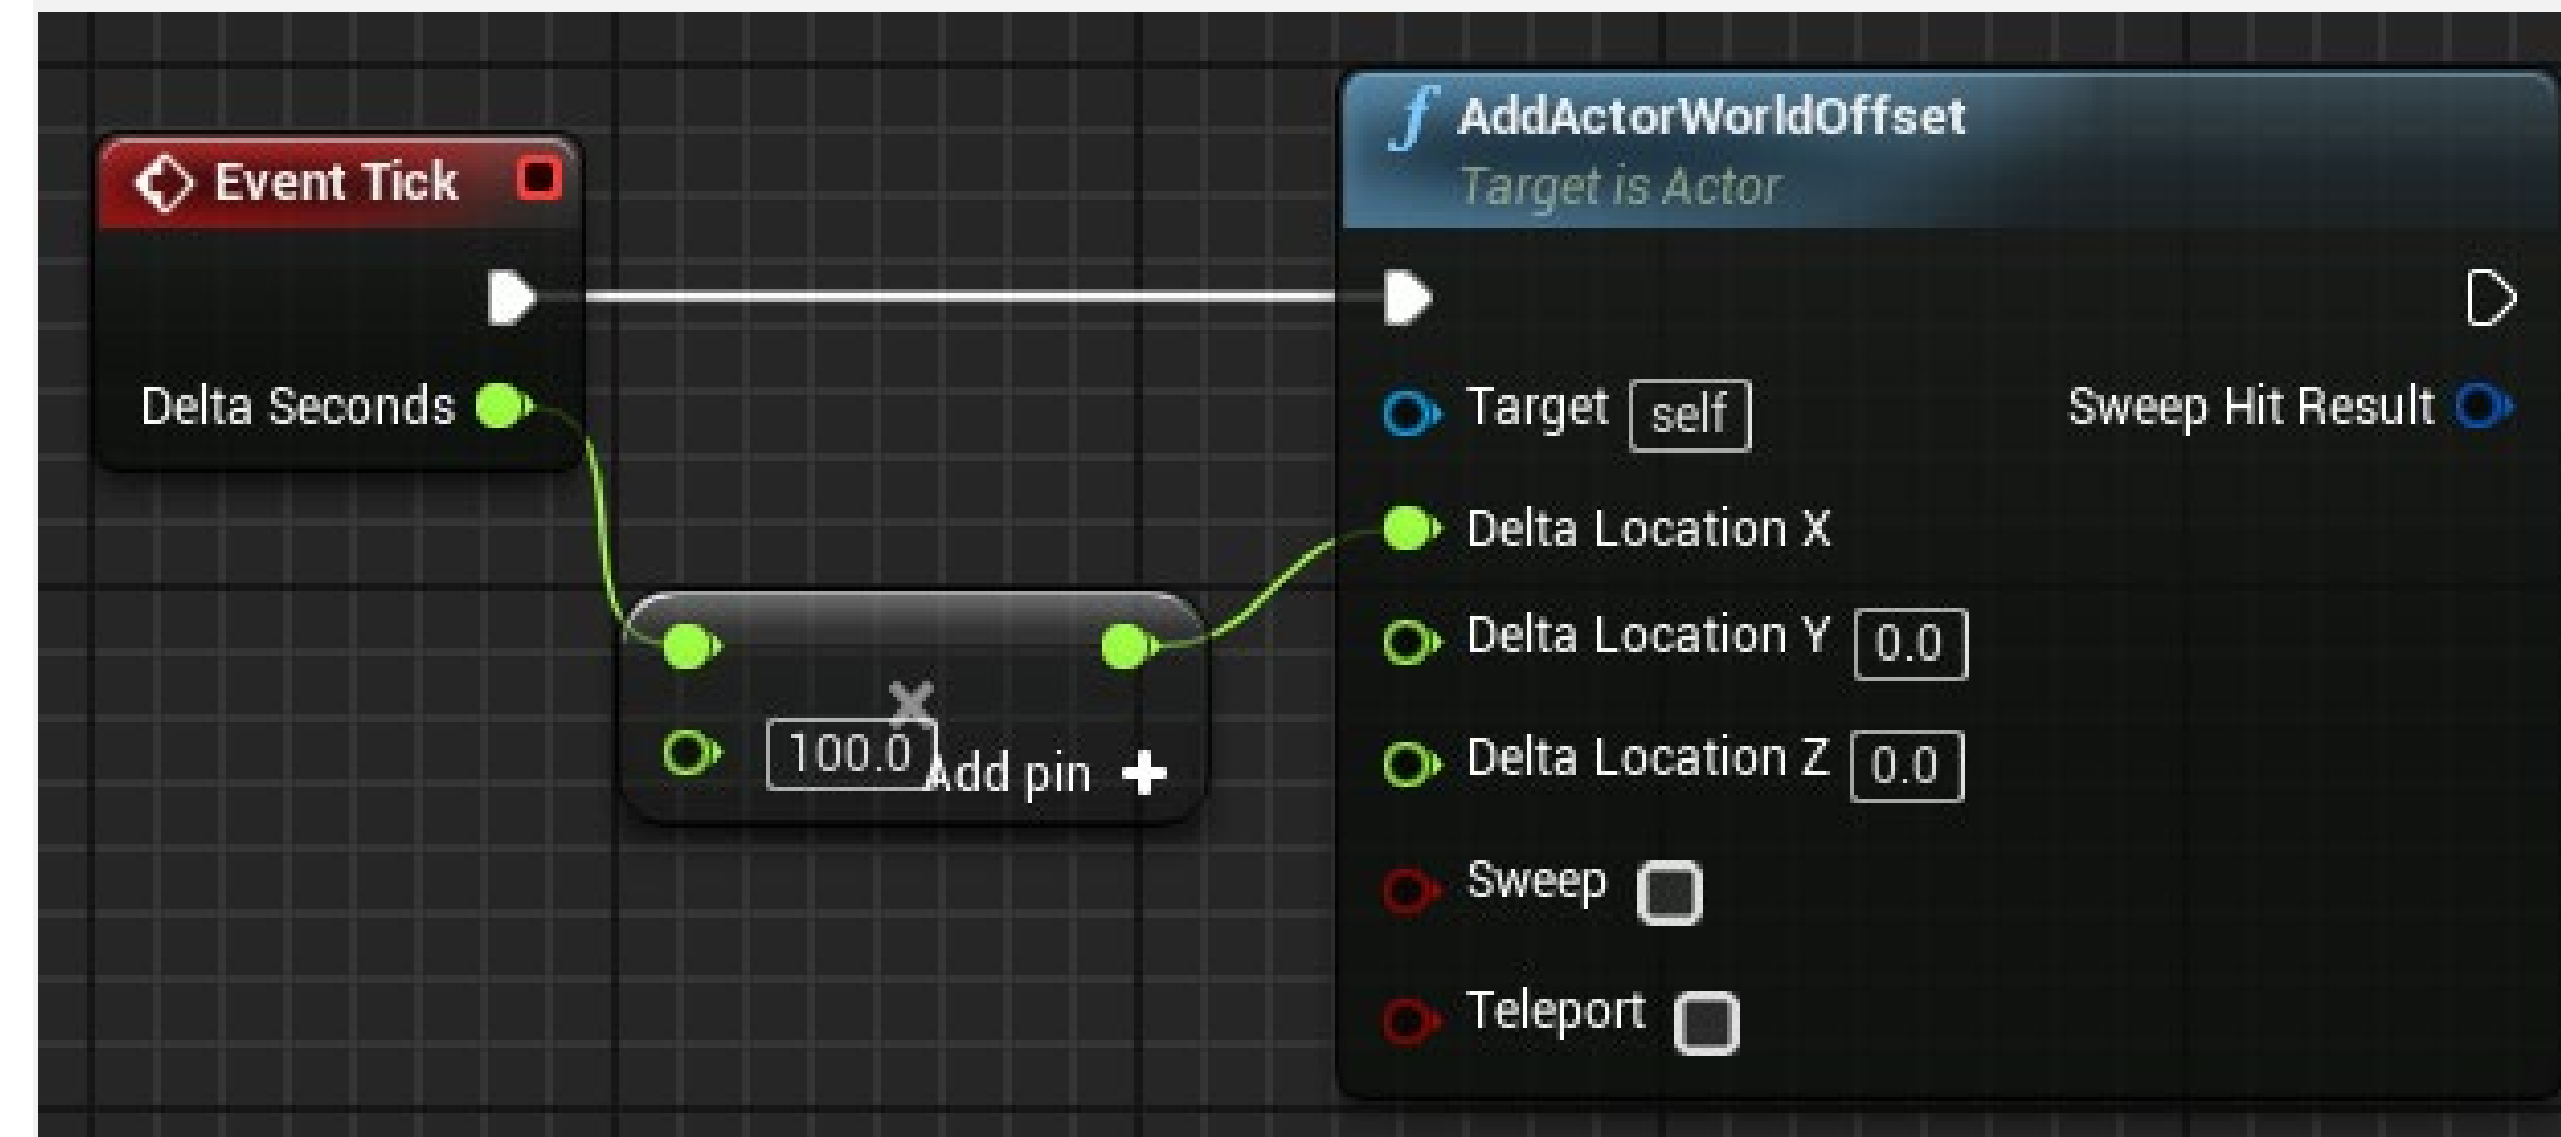 Event Tick
Delta Seconds
100.0
Add pin
AddActorWorldOffset
Target is Actor
Target self
Sweep Hit Result
Delta Location X
Delta Location Y 0.0
Delta Location Z 0.0
Sweep
Teleport